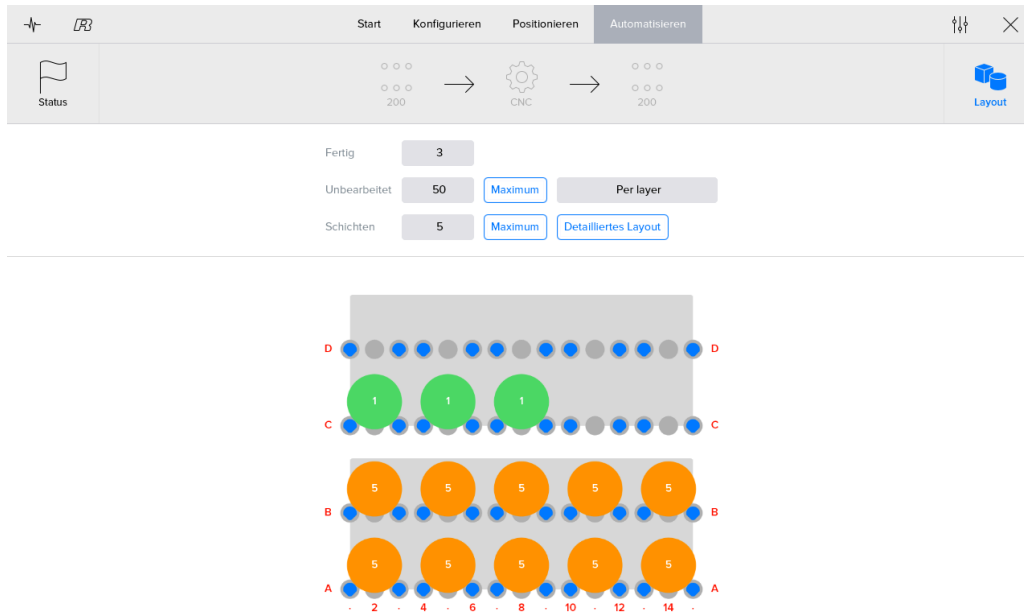 Start Konfigurieren Positionieren Automatisieren
Status 200 CNC 200 Layout
Fertig 3
Unbearbeitet 50 Maximum Per layer
Schichten 5 Maximum Detailliertes Layout
D D
1 1 1
C C
5 5 5 5 5
B B
5 5 5 5 5
A A
. 2 . 4 . 6 . 8 . 10 . 12 . 14 .